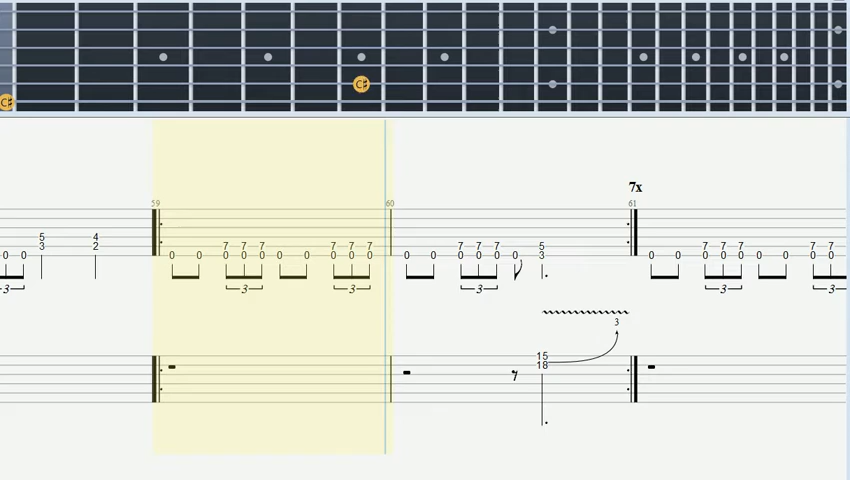 C♯
C♯
7x
59 60 61
5 4
3 2 7 7 7 7 7 7 7 7 7 5 7 7 7 7 7
0 0 0 0 0 0 0 0 0 0 0 0 0 0 0 0 0 0 3 0 0 0 0 0 0 0 0 0
3 3 3 3 3 3
3
15
18